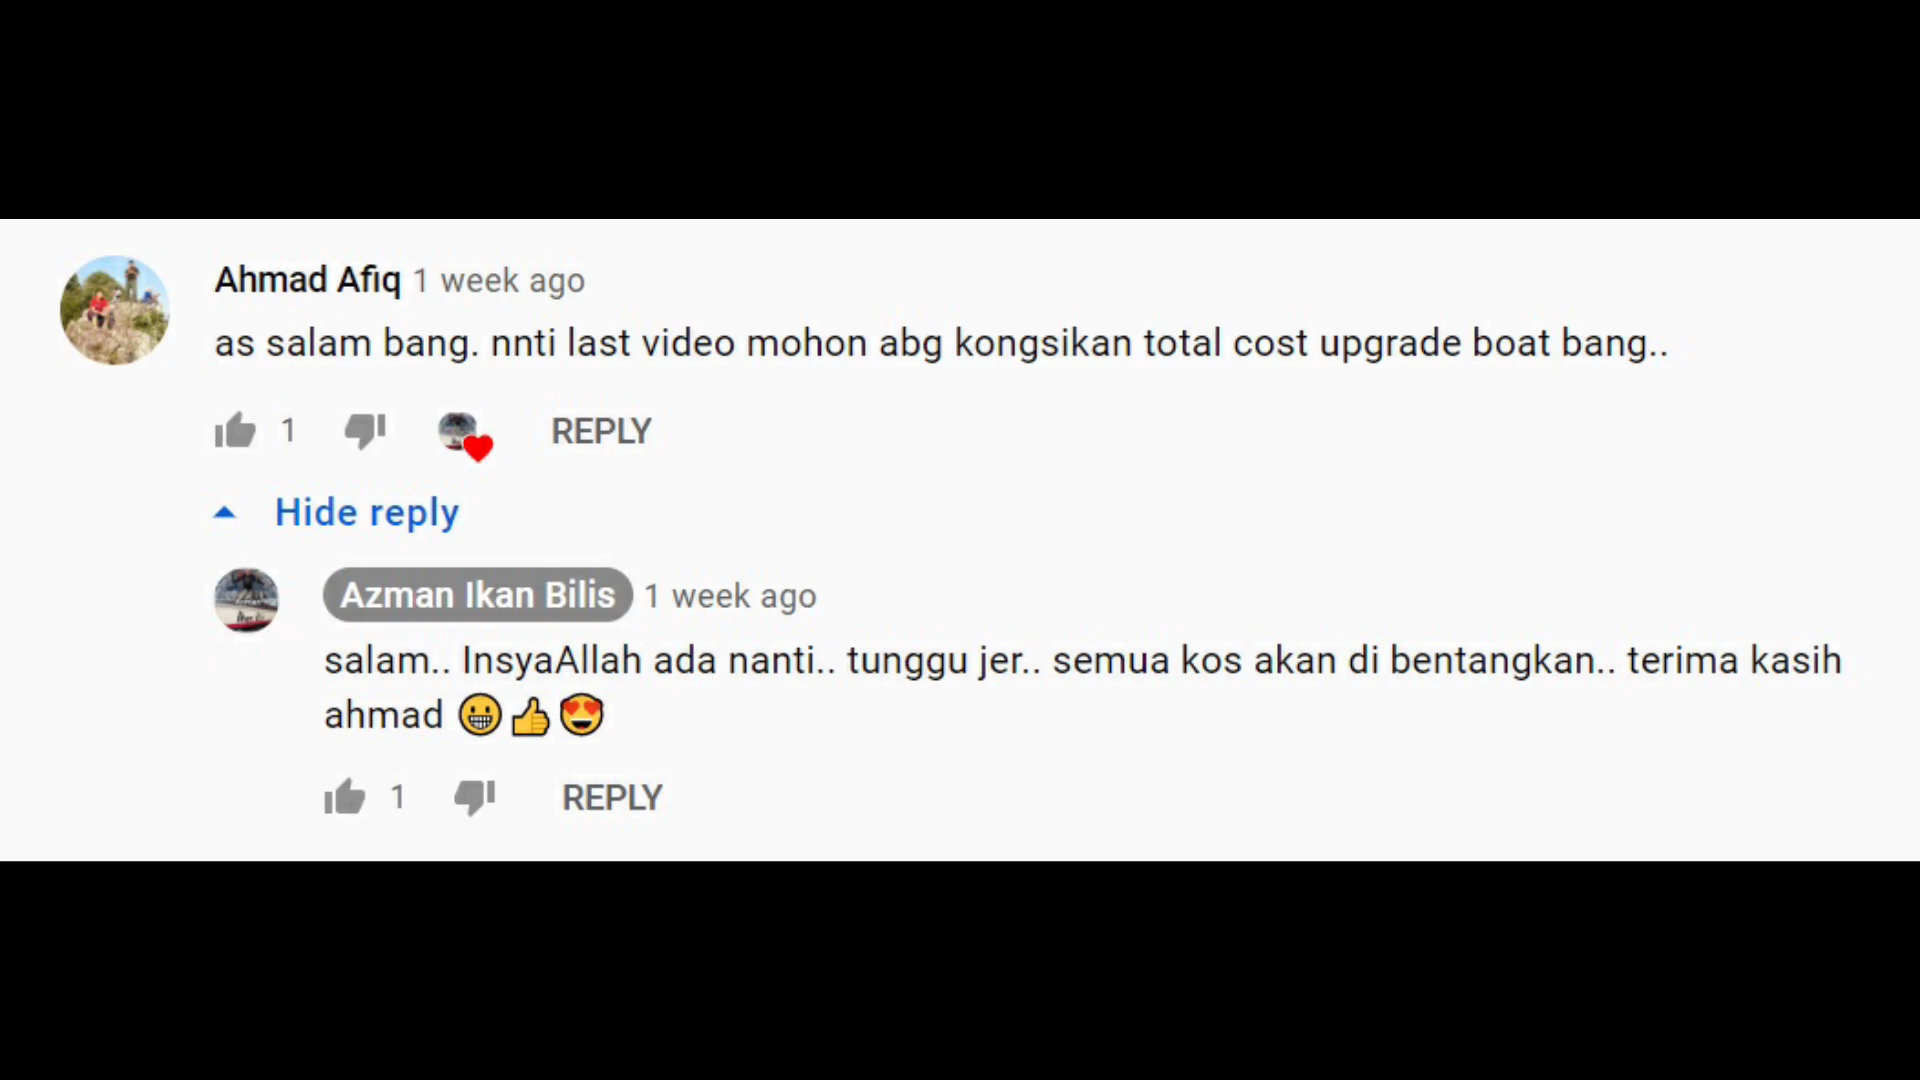 Ahmad Afiq 1 week ago
as salam bang. nnti last video mohon abg kongsikan total cost upgrade boat bang..
1 REPLY
Hide reply
Azman Ikan Bilis 1 week ago
salam.. InsyaAllah ada nanti.. tunggu jer.. semua kos akan di bentangkan.. terima kasih
ahmad 😀👍😍
1 REPLY